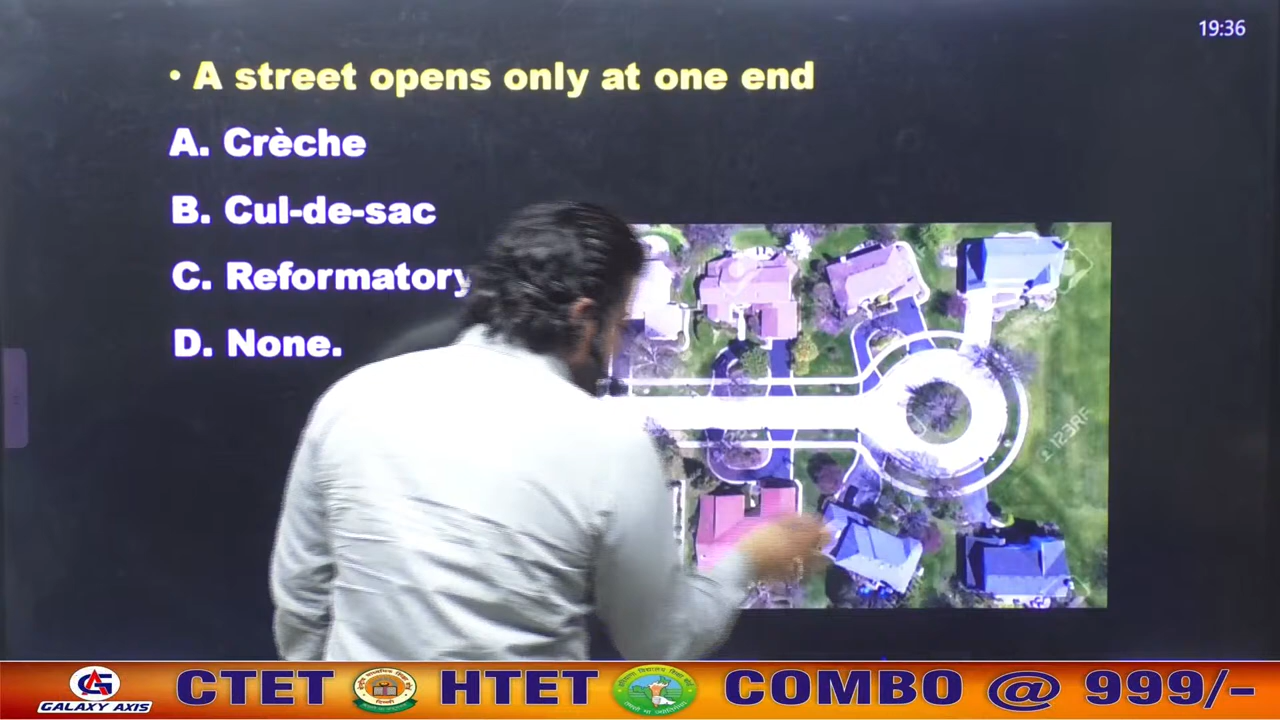 19:36
• A street opens only at one end
A. Crèche
B. Cul-de-sac
C. Reformatory
D. None.
123RF
GALAXY AXIS
CTET HTET COMBO @ 999/-